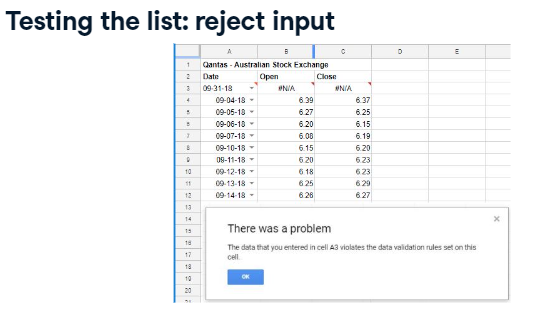 Testing the list: reject input
A B C D E
1 Qantas - Australian Stock Exchange
2 Date Open Close
3 09-31-18 #N/A #N/A
4 09-04-18 6.39 6.37
5 09-05-18 6.27 6.25
6 09-06-18 6.20 6.15
7 09-07-18 6.08 6.19
8 09-10-18 6.15 6.20
9 09-11-18 6.20 6.23
10 09-12-18 6.18 6.23
11 09-13-18 6.25 6.29
12 09-14-18 6.26 6.27
13
14
15
16
17
18
19
20
There was a problem
The data that you entered in cell A3 violates the data validation rules set on this
cell.
OK